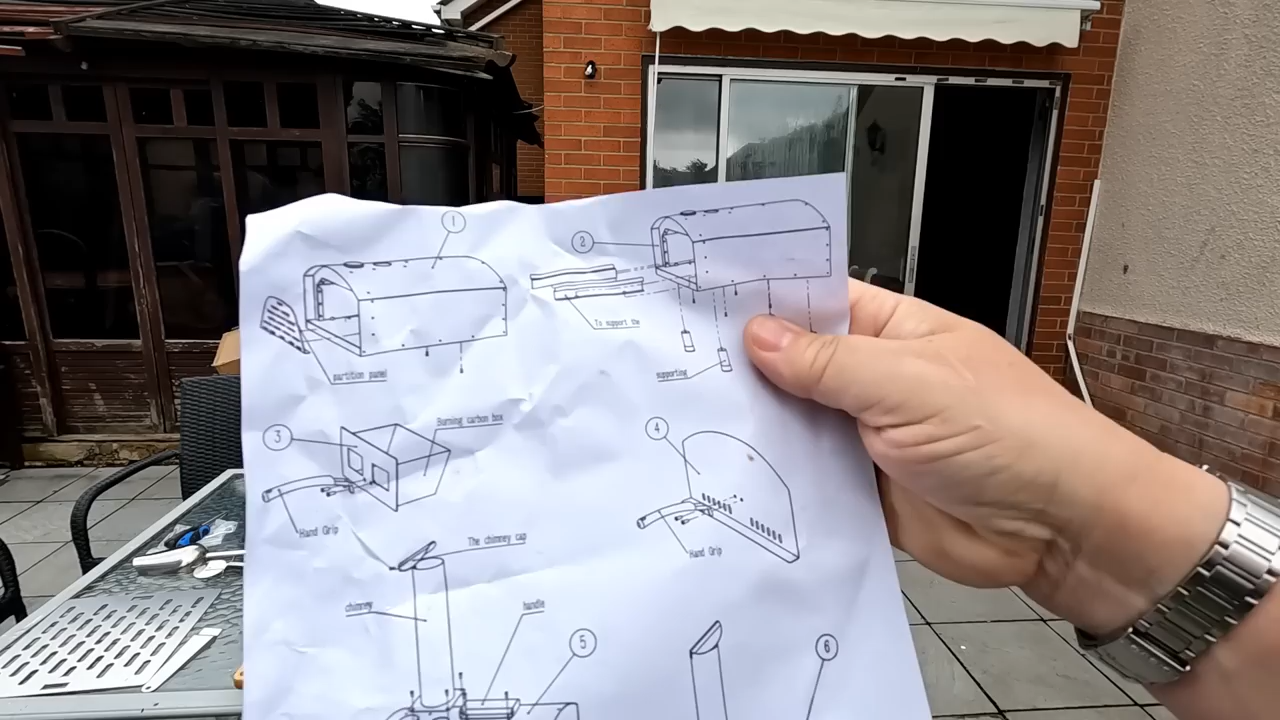 1
2
To support the
partition panel
supporting
3
Burning carbon box
4
Hand Grip
Hand Grip
The chimney cap
chimney
handle
5
6